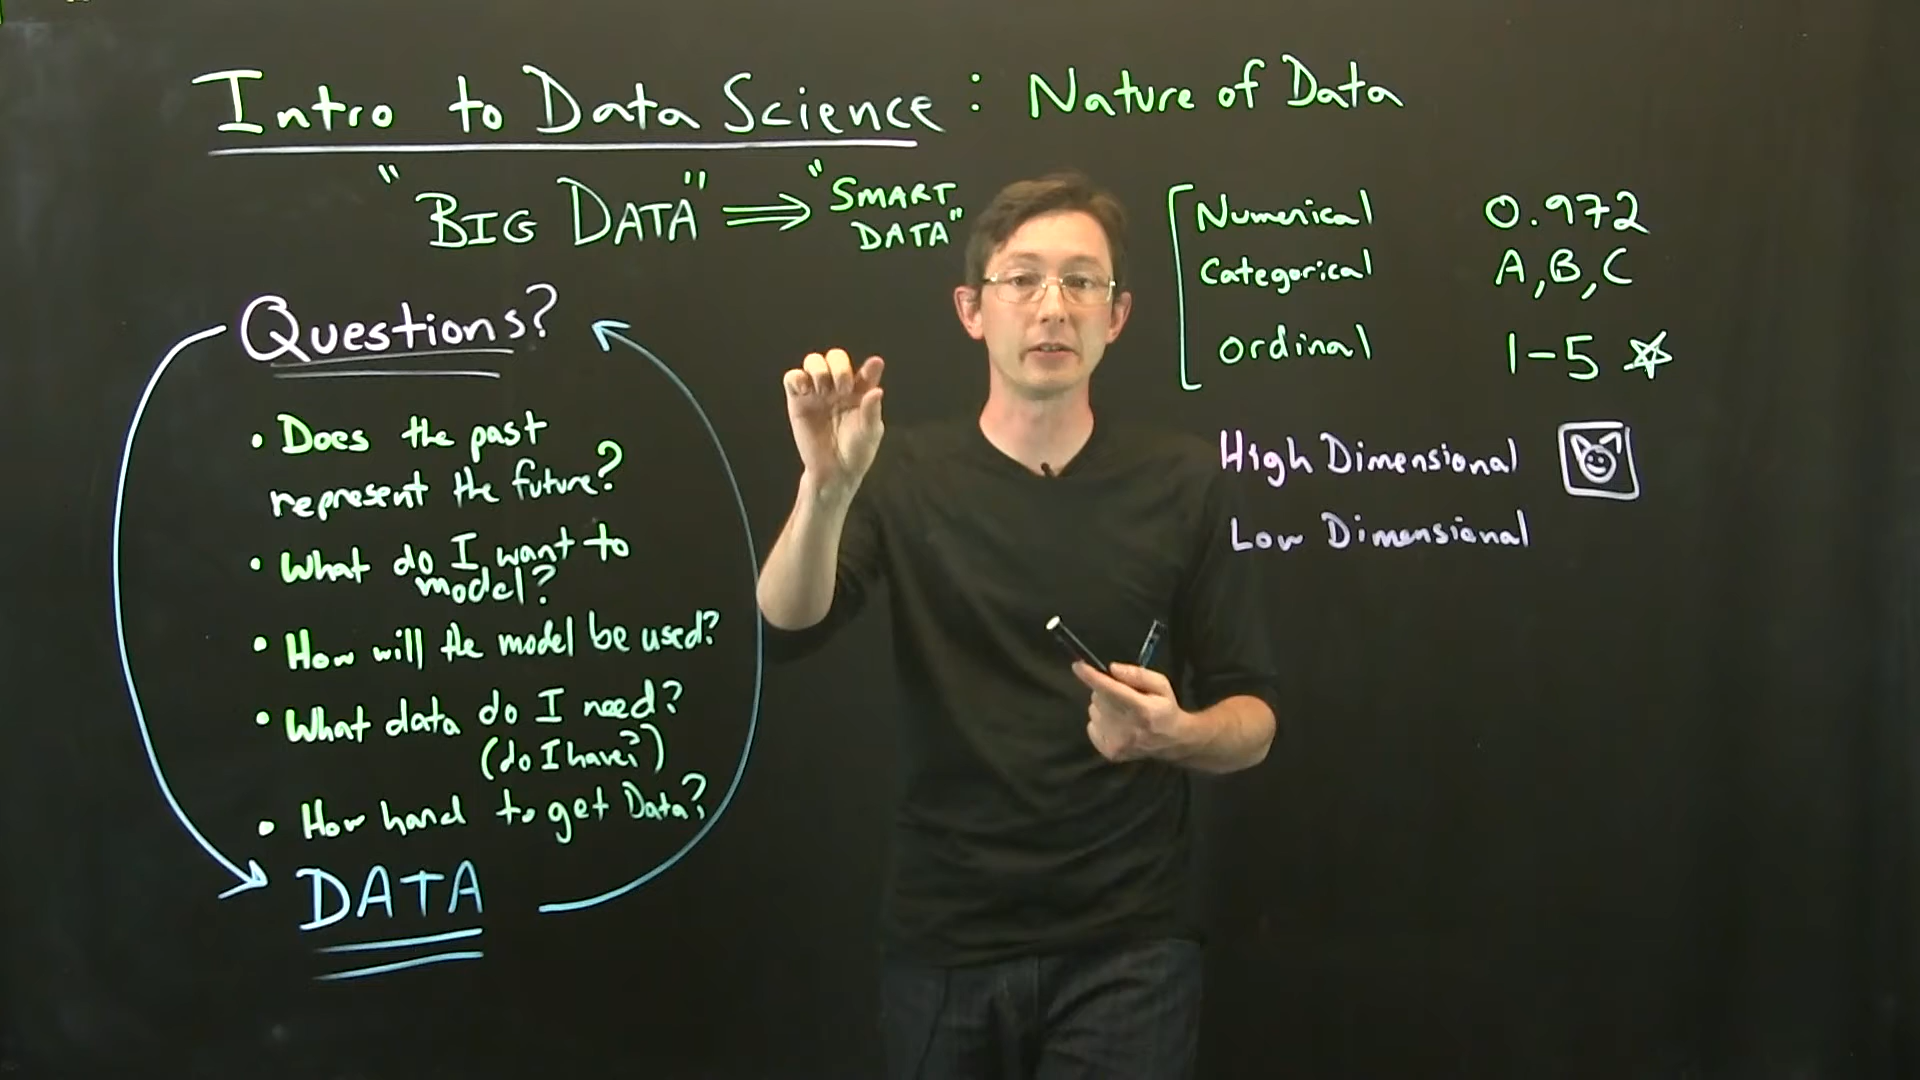 Intro to Data Science : Nature of Data
"BIG DATA" ⇒ "SMART
DATA"
Questions?
• Does the past
represent the future?
• What do I want to
model?
• How will the model be used?
• What data do I need?
(do I have?)
• How hard to get Data?
DATA
Numerical 0.972
Categorical A, B, C
Ordinal 1-5 ☆
High Dimensional
Low Dimensional